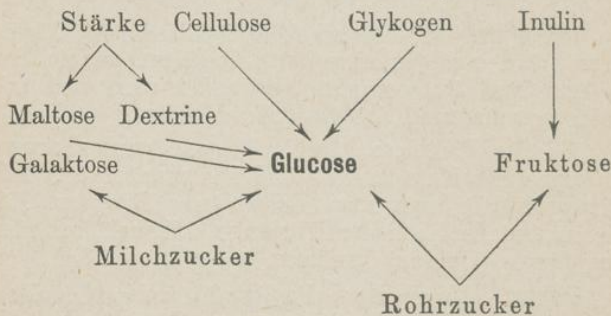 Stärke Cellulose Glykogen Inulin
Maltose Dextrine
Galaktose Glucose Fruktose
Milchzucker
Rohrzucker